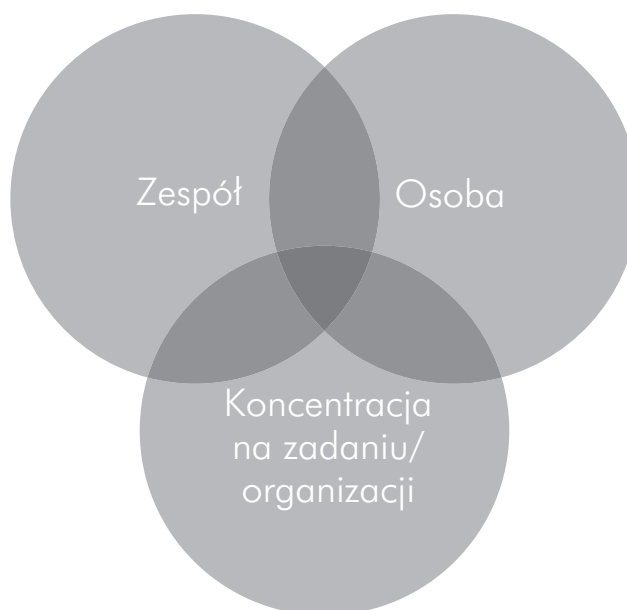 Zespół
Osoba
Koncentracja
na zadaniu/
organizacji